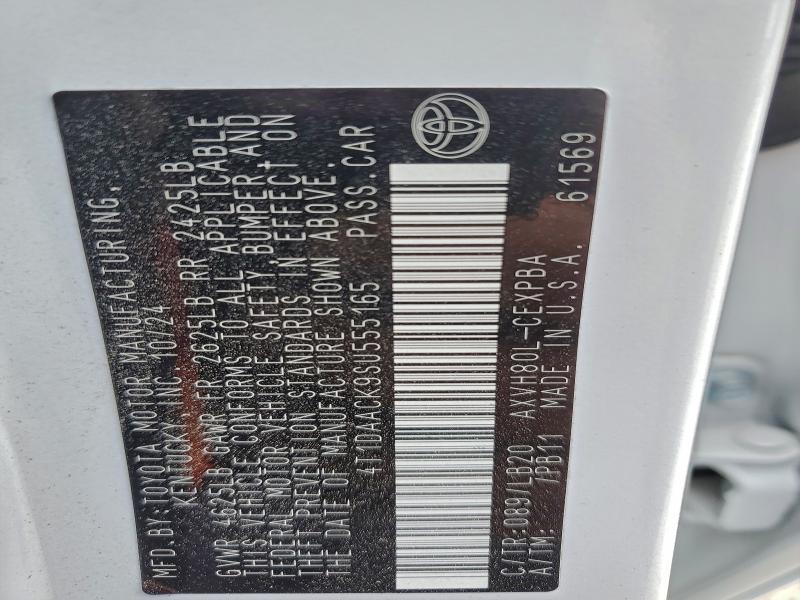 MFD.BY:TOYOTA MOTOR MANUFACTURING,
KENTUCKY, INC 10/24
GVWR 4625LB GAWR FR 2625LB RR 2425LB
THIS VEHICLE CONFORMS TO ALL APPLICABLE
FEDERAL MOTOR VEHICLE SAFETY,BUMPER,AND
THEFT PREVENTION STANDARDS IN EFFECT ON
THE DATE OF MANUFACTURE SHOWN ABOVE.
4T1DAACK9SU555165 PASS.CAR
C/TR:089/LB20 AXVH80L-CEXPBA
A/TM: /PB11 MADE IN U.S.A. 61569